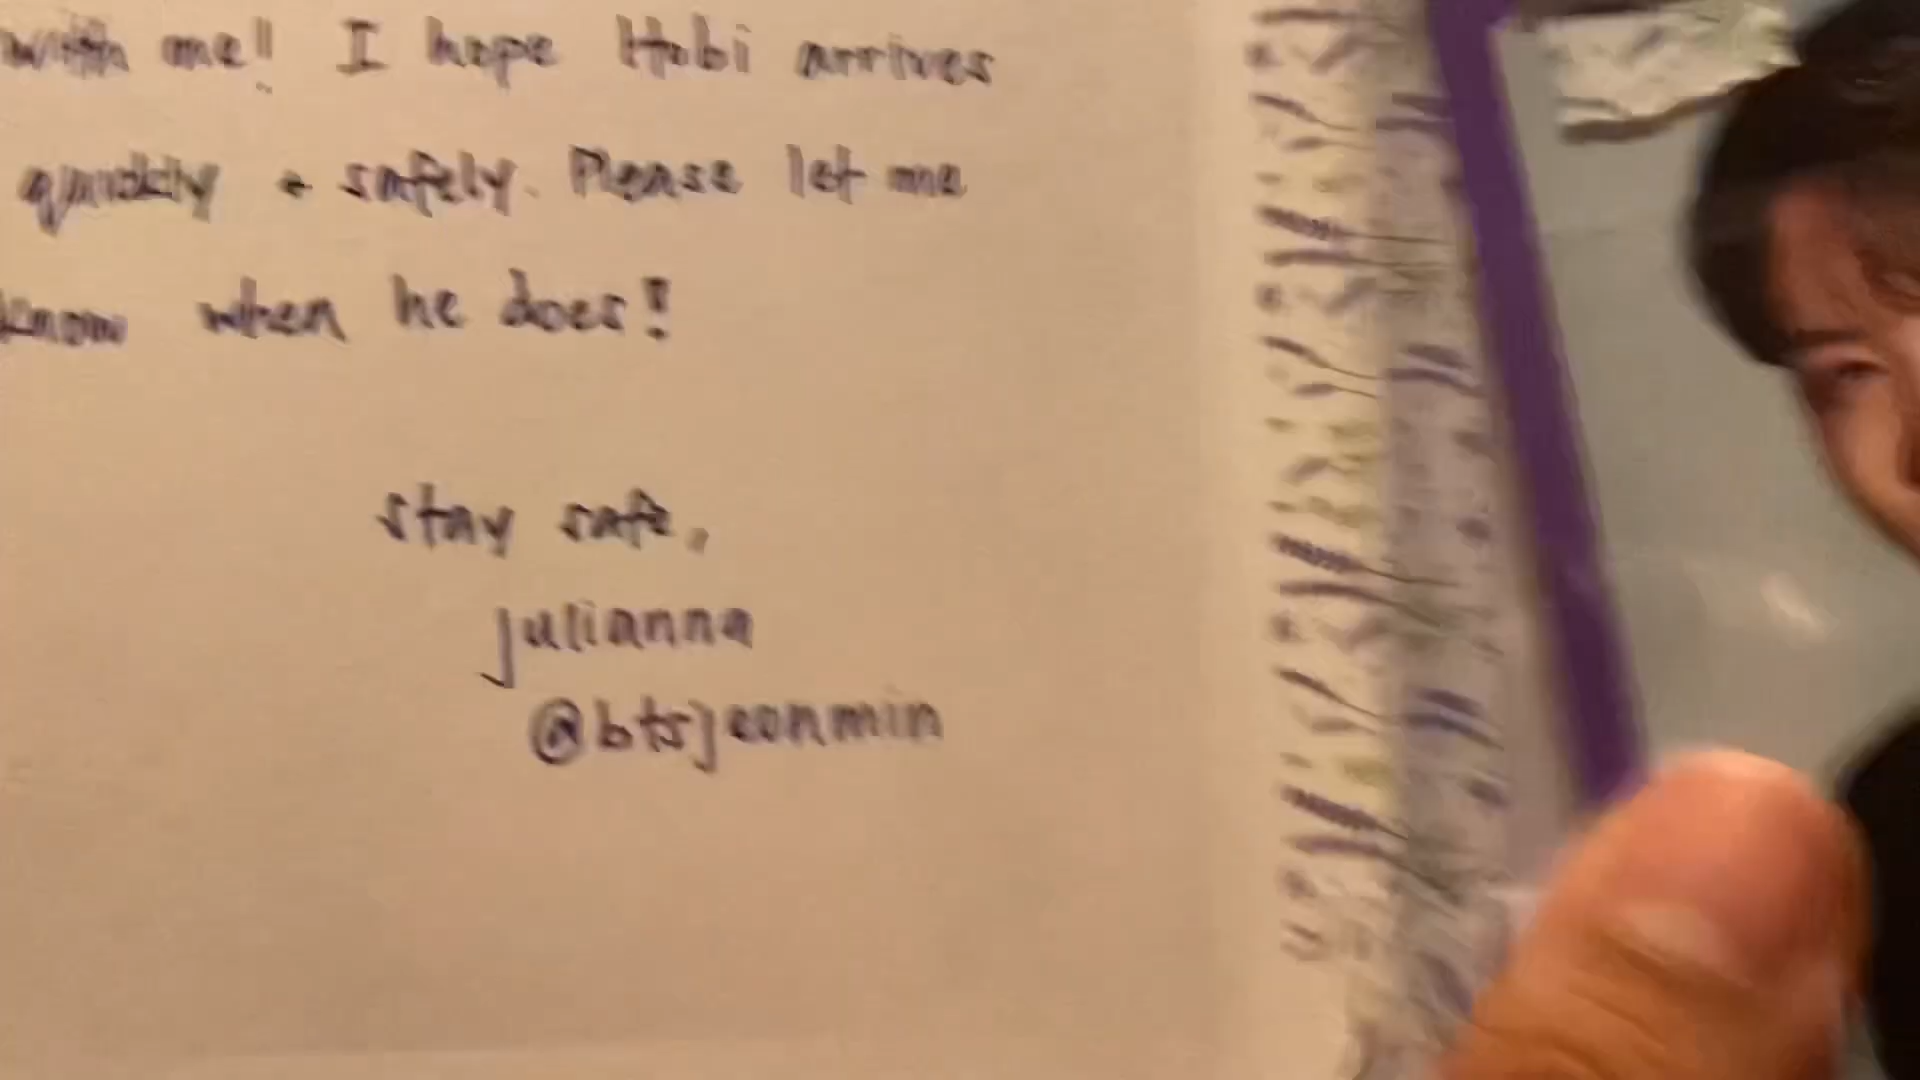 with me! I hope Hobi arrives
quickly + safely. Please let me
know when he does!
stay safe,
julianna
@btsjeonmin